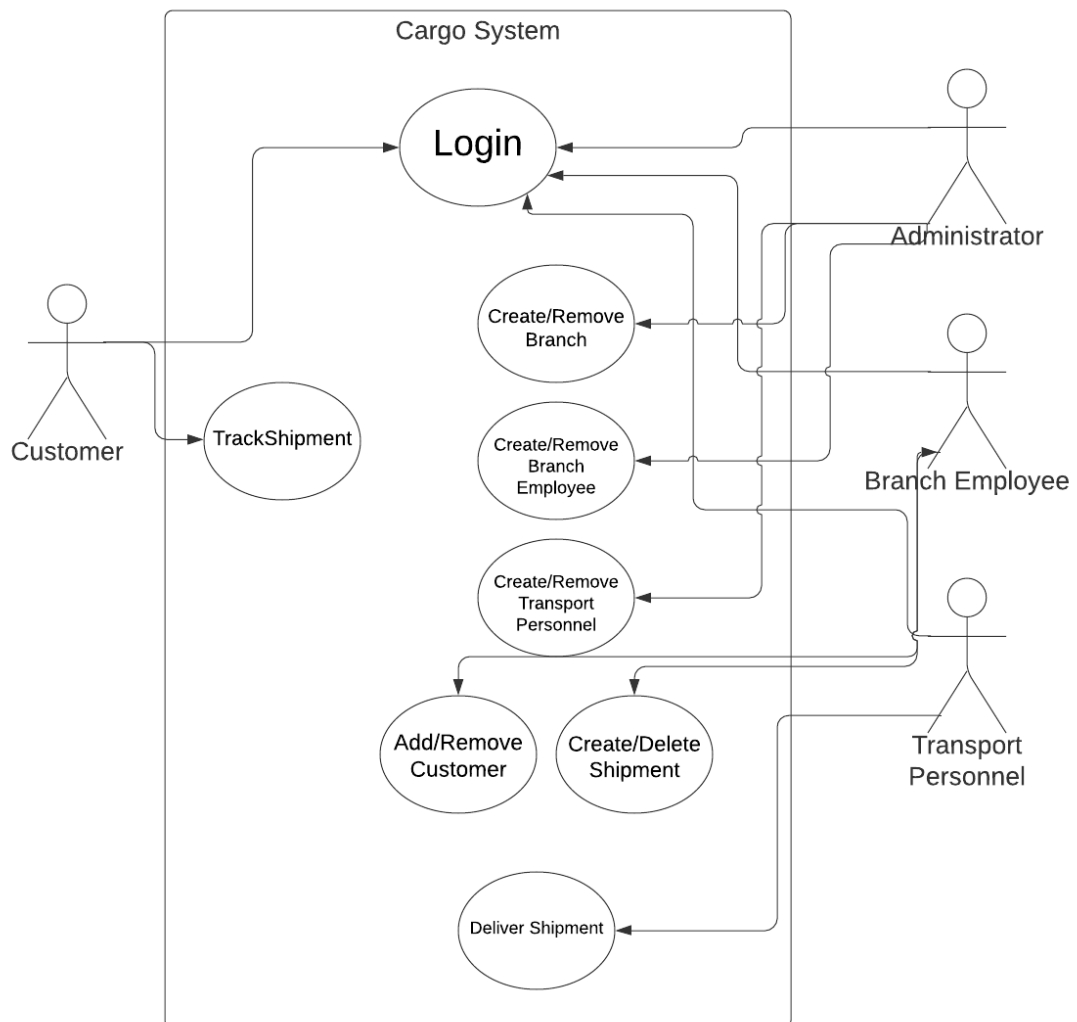 Cargo System
Login
Administrator
Create/Remove
Branch
Customer
TrackShipment
Create/Remove
Branch
Employee
Branch Employee
Create/Remove
Transport
Personnel
Add/Remove
Customer
Create/Delete
Shipment
Transport
Personnel
Deliver Shipment